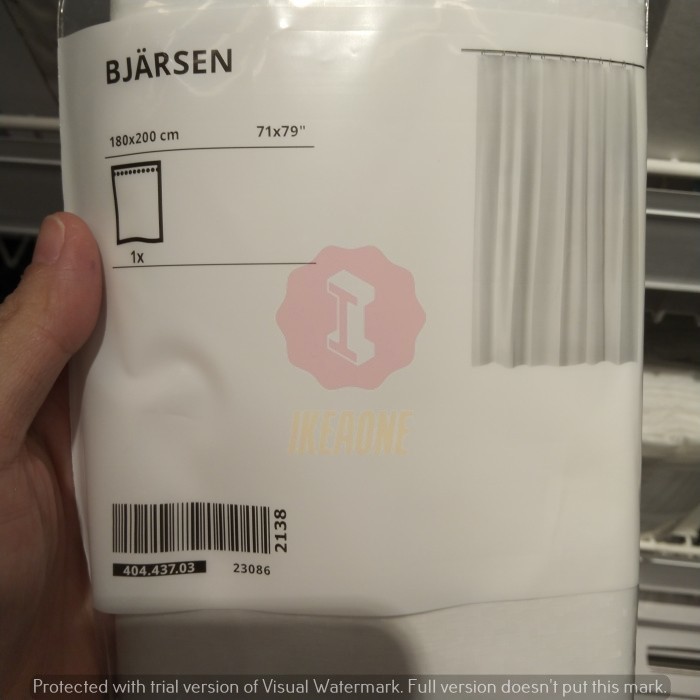 BJÄRSEN
180x200 cm 71x79"
1x
I
IKEAONE
2138
404.437.03 23086
Protected with trial version of Visual Watermark. Full version doesn't put this mark.